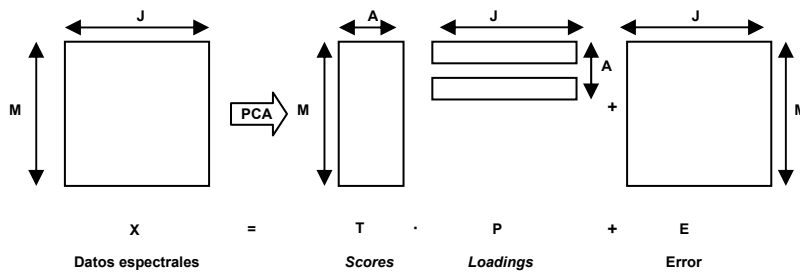 J A J J
M PCA M A + M
X = T · P + E
Datos espectrales Scores Loadings Error